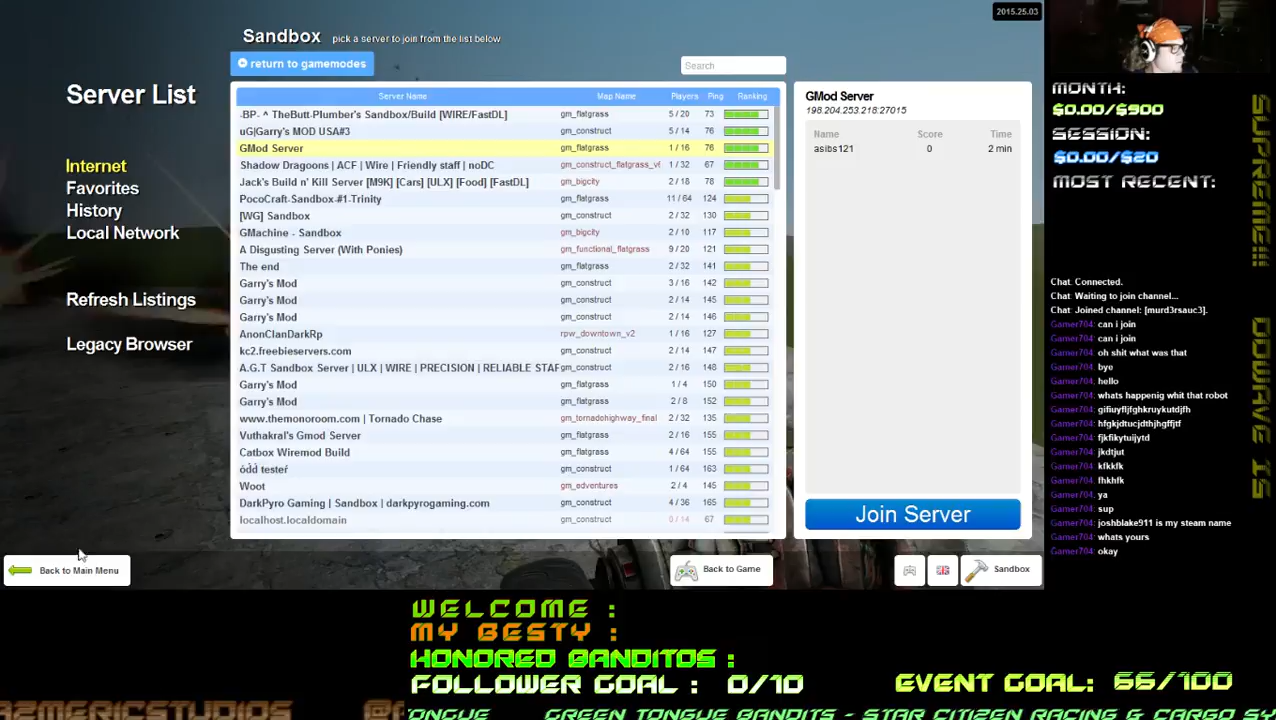 2015.25.03
Sandbox pick a server to join from the list below
return to gamemodes
Search
Server List
Internet
Favorites
History
Local Network
Refresh Listings
Legacy Browser
Server Name Map Name Players Ping Ranking
-BP- ^ TheButt-Plumber's Sandbox/Build [WIRE/FastDL] gm_flatgrass 5 / 20 73
uG|Garry's MOD USA#3 gm_construct 5 / 14 76
GMod Server gm_flatgrass 1 / 16 76
Shadow Dragoons | ACF | Wire | Friendly staff | noDC gm_construct_flatgrass_v6 1 / 32 67
Jack's Build n' Kill Server [M9K] [Cars] [ULX] [Food] [FastDL] gm_bigcity 2 / 18 78
PocoCraft-Sandbox-#1-Trinity gm_flatgrass 11 / 64 124
[WG] Sandbox gm_construct 2 / 32 130
GMachine - Sandbox gm_bigcity 2 / 10 117
A Disgusting Server (With Ponies) gm_functional_flatgrass 9 / 20 121
The end gm_flatgrass 2 / 32 141
Garry's Mod gm_construct 3 / 16 142
Garry's Mod gm_construct 2 / 14 145
Garry's Mod gm_construct 2 / 14 146
AnonClanDarkRp rpw_downtown_v2 1 / 16 127
kc2.freebieservers.com gm_construct 2 / 14 147
A.G.T Sandbox Server | ULX | WIRE | PRECISION | RELIABLE STAF gm_construct 2 / 16 148
Garry's Mod gm_flatgrass 1 / 4 150
Garry's Mod gm_flatgrass 2 / 8 152
www.themonoroom.com | Tornado Chase gm_tornadohighway_final 2 / 32 135
Vuthakral's Gmod Server gm_flatgrass 2 / 16 155
Catbox Wiremod Build gm_flatgrass 4 / 64 155
óďď testeŕ gm_construct 1 / 64 163
Woot gm_adventures 2 / 4 145
DarkPyro Gaming | Sandbox | darkpyrogaming.com gm_construct 4 / 36 165
localhost.localdomain gm_construct 0 / 14 67
GMod Server
198.204.253.218:27015
Name Score Time
asibs121 0 2 min
Join Server
Back to Main Menu
Back to Game
Sandbox
MONTH:
$0.00/$900
SESSION:
$0.00/$20
MOST RECENT:
Chat: Connected.
Chat: Waiting to join channel...
Chat: Joined channel: [murd3rsauc3].
Gamer704: can i join
Gamer704: can i join
Gamer704: oh shit what was that
Gamer704: bye
Gamer704: hello
Gamer704: whats happenig whit that robot
Gamer704: gifiuyfljfghkruykutdjfh
Gamer704: hfgkjdtucjdthjhgffjtf
Gamer704: fjkfikytuijytd
Gamer704: jkdtjut
Gamer704: kfkkfk
Gamer704: fhkhfk
Gamer704: ya
Gamer704: sup
Gamer704: joshblake911 is my steam name
Gamer704: whats yours
Gamer704: okay
WELCOME :
MY BESTY :
HONORED BANDITOS :
FOLLOWER GOAL : 0/10
EVENT GOAL: 66/100
TONGUE GREEN TONGUE BANDITS - STAR CITIZEN RACING & CARGO